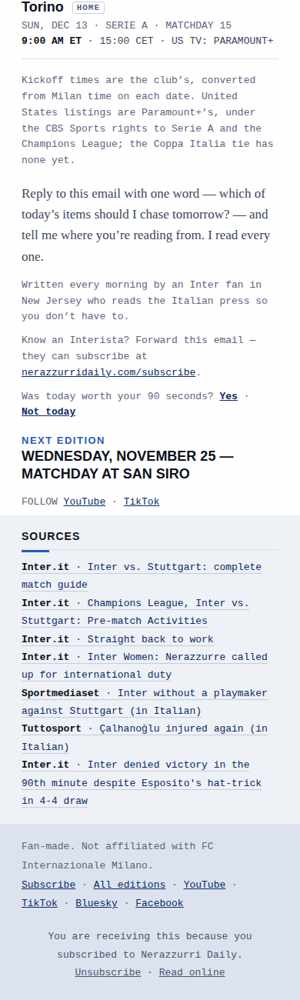 Torino HOME
SUN, DEC 13 · SERIE A · MATCHDAY 15
9:00 AM ET · 15:00 CET · US TV: PARAMOUNT+
Kickoff times are the club’s, converted
from Milan time on each date. United
States listings are Paramount+’s, under
the CBS Sports rights to Serie A and the
Champions League; the Coppa Italia tie has
none yet.
Reply to this email with one word — which of
today’s items should I chase tomorrow? — and
tell me where you’re reading from. I read every
one.
Written every morning by an Inter fan in
New Jersey who reads the Italian press so
you don’t have to.
Know an Interista? Forward this email —
they can subscribe at
nerazzurridaily.com/subscribe.
Was today worth your 90 seconds? Yes ·
Not today
NEXT EDITION
WEDNESDAY, NOVEMBER 25 —
MATCHDAY AT SAN SIRO
FOLLOW YouTube · TikTok
SOURCES
Inter.it · Inter vs. Stuttgart: complete
match guide
Inter.it · Champions League, Inter vs.
Stuttgart: Pre-match Activities
Inter.it · Straight back to work
Inter.it · Inter Women: Nerazzurre called
up for international duty
Sportmediaset · Inter without a playmaker
against Stuttgart (in Italian)
Tuttosport · Çalhanoğlu injured again (in
Italian)
Inter.it · Inter denied victory in the
90th minute despite Esposito's hat-trick
in 4-4 draw
Fan-made. Not affiliated with FC
Internazionale Milano.
Subscribe · All editions · YouTube ·
TikTok · Bluesky · Facebook
You are receiving this because you
subscribed to Nerazzurri Daily.
Unsubscribe · Read online